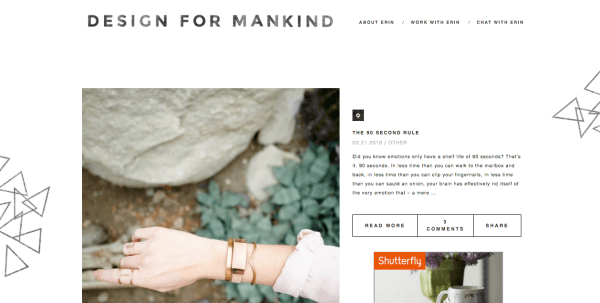 DESIGN FOR MANKIND
ABOUT ERIN / WORK WITH ERIN / CHAT WITH ERIN
THE 90 SECOND RULE
03.21.2016 / OTHER
Did you know emotions only have a shelf life of 90 seconds? That's
it. 90 seconds. In less time than you can walk to the mailbox and
back, in less time than you can clip your fingernails, in less time
than you can sauté an onion, your brain has effectively rid itself of
the very emotion that – a mere ...
READ MORE
3
COMMENTS
SHARE
Shutterfly